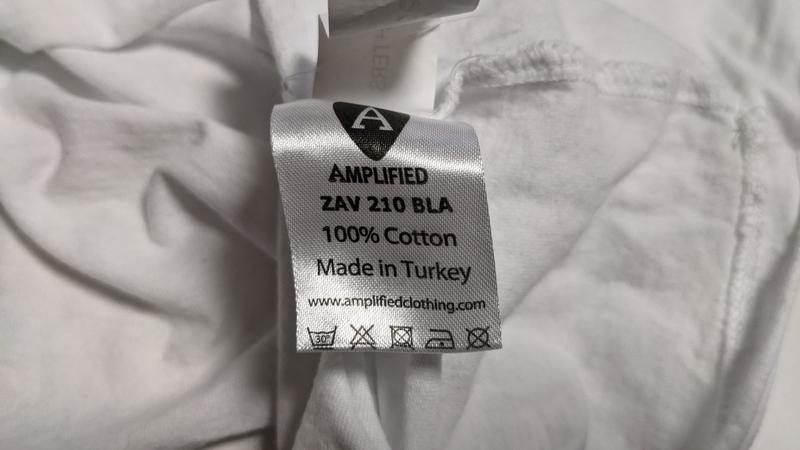 A
AMPLIFIED
ZAV 210 BLA
100% Cotton
Made in Turkey
www.amplifiedclothing.com
30°